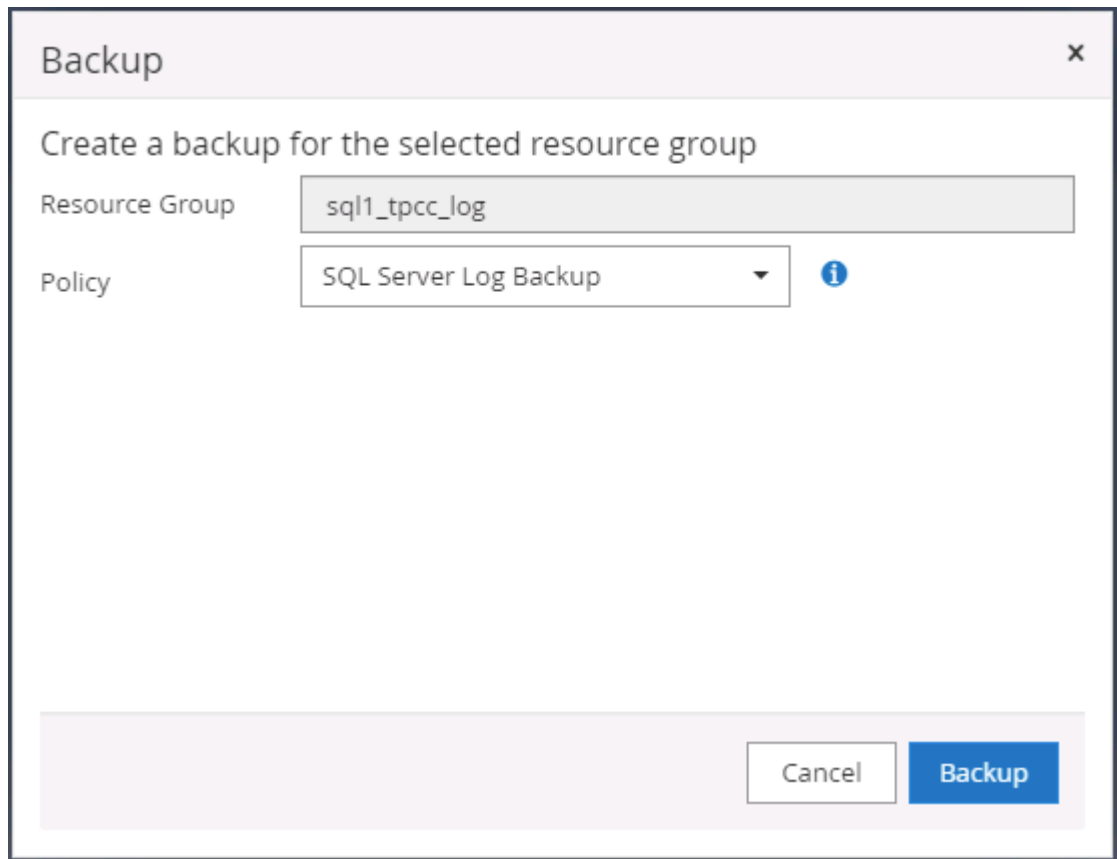 Backup
Create a backup for the selected resource group
Resource Group sql1_tpcc_log
Policy SQL Server Log Backup
Cancel Backup